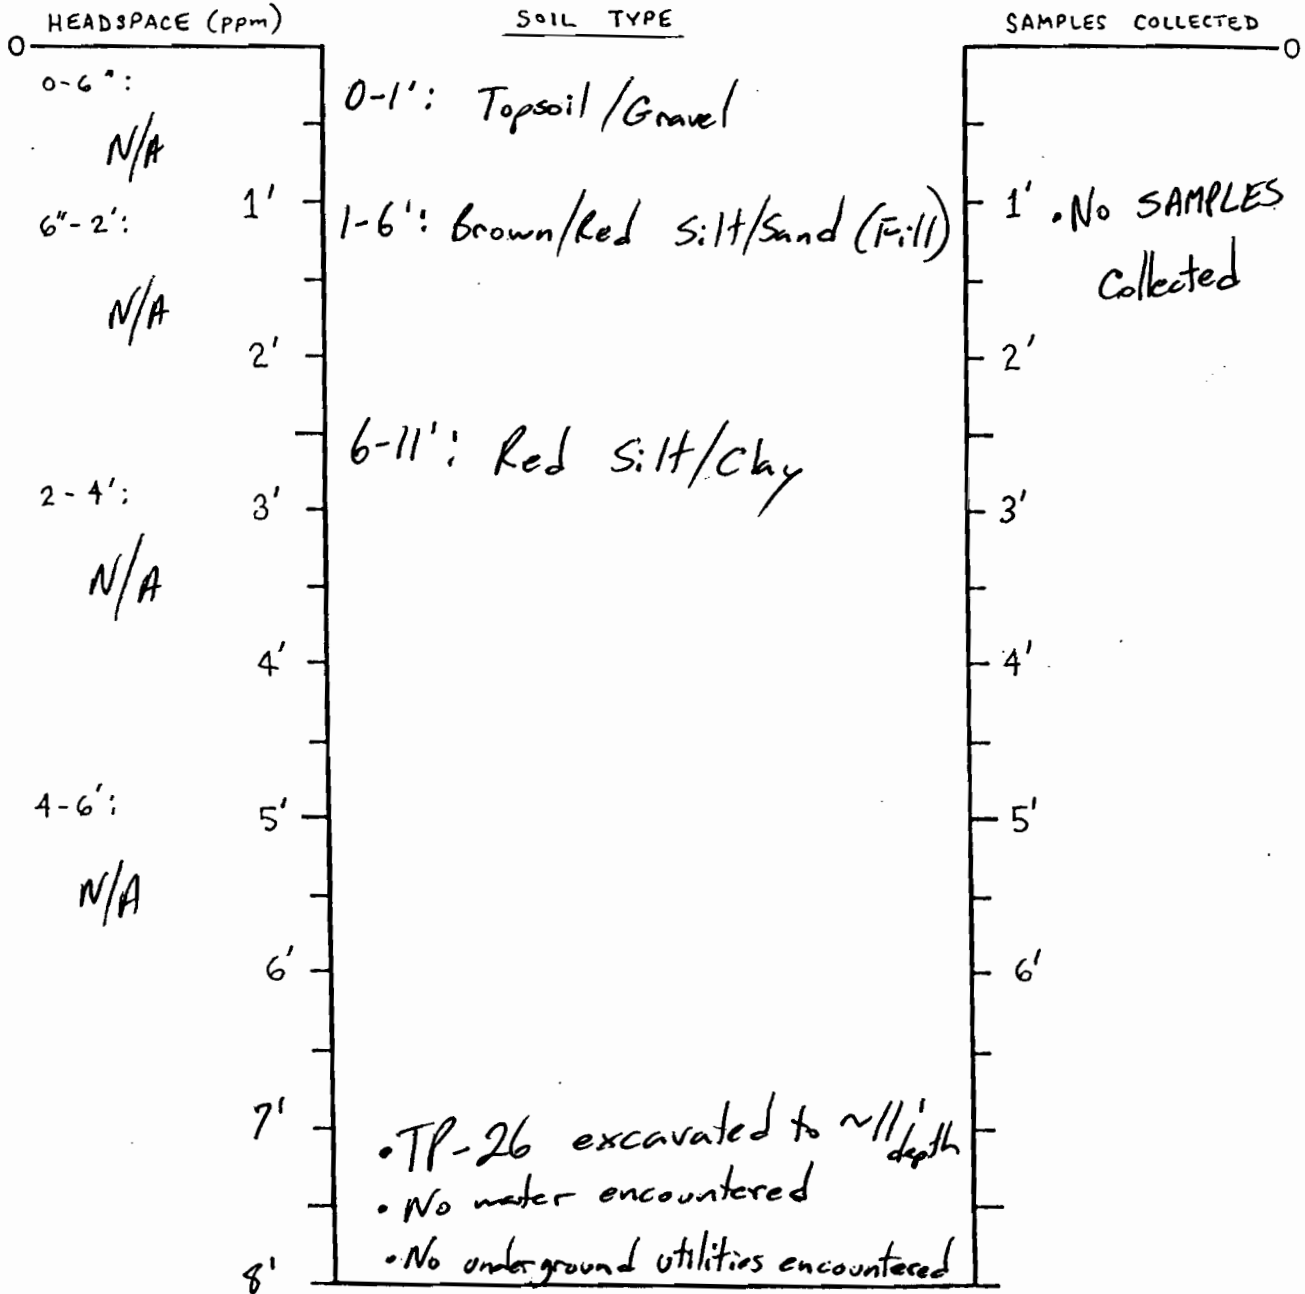 HEADSPACE (ppm) SOIL TYPE SAMPLES COLLECTED
0 0
0-6":
N/A
0-1': Topsoil/Gravel
1' 1'
6"-2':
1-6': Brown/Red Silt/Sand (Fill)
• No SAMPLES
Collected
N/A
2' 2'
6-11': Red Silt/Clay
2-4':
3' 3'
N/A
4' 4'
4-6':
5' 5'
N/A
6' 6'
7'
• TP-26 excavated to ~11' depth
• No water encountered
• No underground utilities encountered
8'